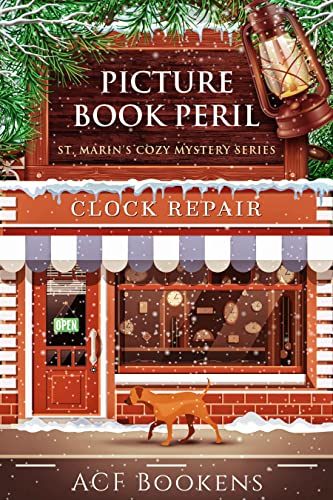 PICTURE
BOOK PERIL
ST. MARIN'S COZY MYSTERY SERIES
CLOCK REPAIR
OPEN
ACF BOOKENS